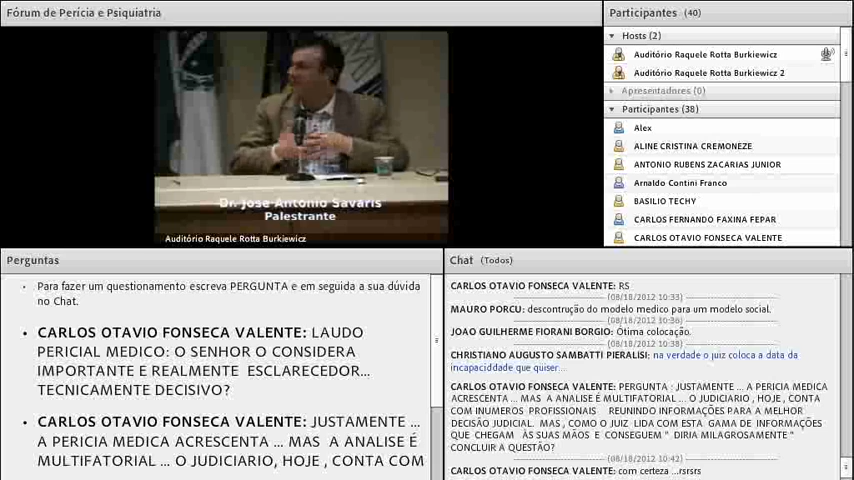 Fórum de Perícia e Psiquiatria
Dr. Jose Antonio Savaris
Palestrante
Auditório Raquele Rotta Burkiewicz
Participantes (40)
Hosts (2)
Auditório Raquele Rotta Burkiewicz
Auditório Raquele Rotta Burkiewicz 2
Apresentadores (0)
Participantes (38)
Alex
ALINE CRISTINA CREMONEZE
ANTONIO RUBENS ZACARIAS JUNIOR
Arnaldo Contini Franco
BASILIO TECHY
CARLOS FERNANDO FAXINA FEPAR
CARLOS OTAVIO FONSECA VALENTE
Perguntas
Para fazer um questionamento escreva PERGUNTA e em seguida a sua dúvida
no Chat.
CARLOS OTAVIO FONSECA VALENTE: LAUDO
PERICIAL MEDICO: O SENHOR O CONSIDERA
IMPORTANTE E REALMENTE ESCLARECEDOR...
TECNICAMENTE DECISIVO?
CARLOS OTAVIO FONSECA VALENTE: JUSTAMENTE ...
A PERICIA MEDICA ACRESCENTA ... MAS A ANALISE É
MULTIFATORIAL ... O JUDICIARIO, HOJE , CONTA COM
Chat (Todos)
CARLOS OTAVIO FONSECA VALENTE: RS
(08/18/2012 10:33)
MAURO PORCU: descontrução do modelo medico para um modelo social.
(08/18/2012 10:36)
JOAO GUILHERME FIORANI BORGIO: Ótima colocação.
(08/18/2012 10:38)
CHRISTIANO AUGUSTO SAMBATTI PIERALISI: na verdade o juiz coloca a data da
incapaciddade que quiser...
CARLOS OTAVIO FONSECA VALENTE: PERGUNTA : JUSTAMENTE ... A PERICIA MEDICA
ACRESCENTA ... MAS A ANALISE É MULTIFATORIAL ... O JUDICIARIO , HOJE , CONTA
COM INUMEROS PROFISSIONAIS REUNINDO INFORMAÇÕES PARA A MELHOR
DECISÃO JUDICIAL. MAS , COMO O JUIZ LIDA COM ESTA GAMA DE INFORMAÇÕES
QUE CHEGAM ÀS SUAS MÃOS E CONSEGUEM " DIRIA MILAGROSAMENTE "
CONCLUIR A QUESTÃO?
(08/18/2012 10:42)
CARLOS OTAVIO FONSECA VALENTE: com certeza ...rsrsrs